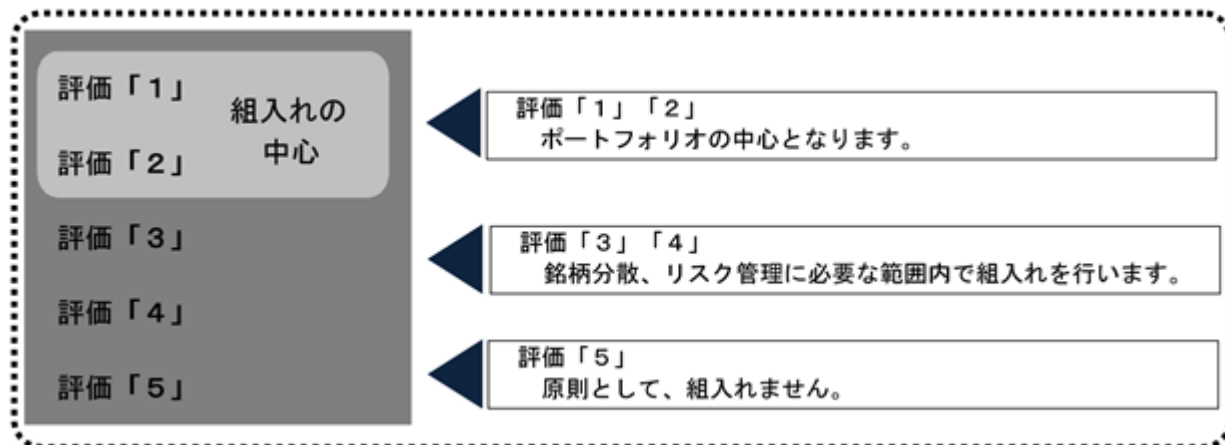 評価「1」
評価「2」
組入れの
中心
評価「3」
評価「4」
評価「5」
評価「1」「2」
ポートフォリオの中心となります。
評価「3」「4」
銘柄分散、リスク管理に必要な範囲内で組入れを行います。
評価「5」
原則として、組入れません。